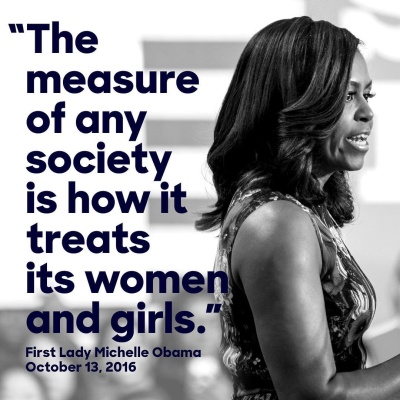 “The
measure
of any
society
is how it
treats
its women
and girls.”
First Lady Michelle Obama
October 13, 2016